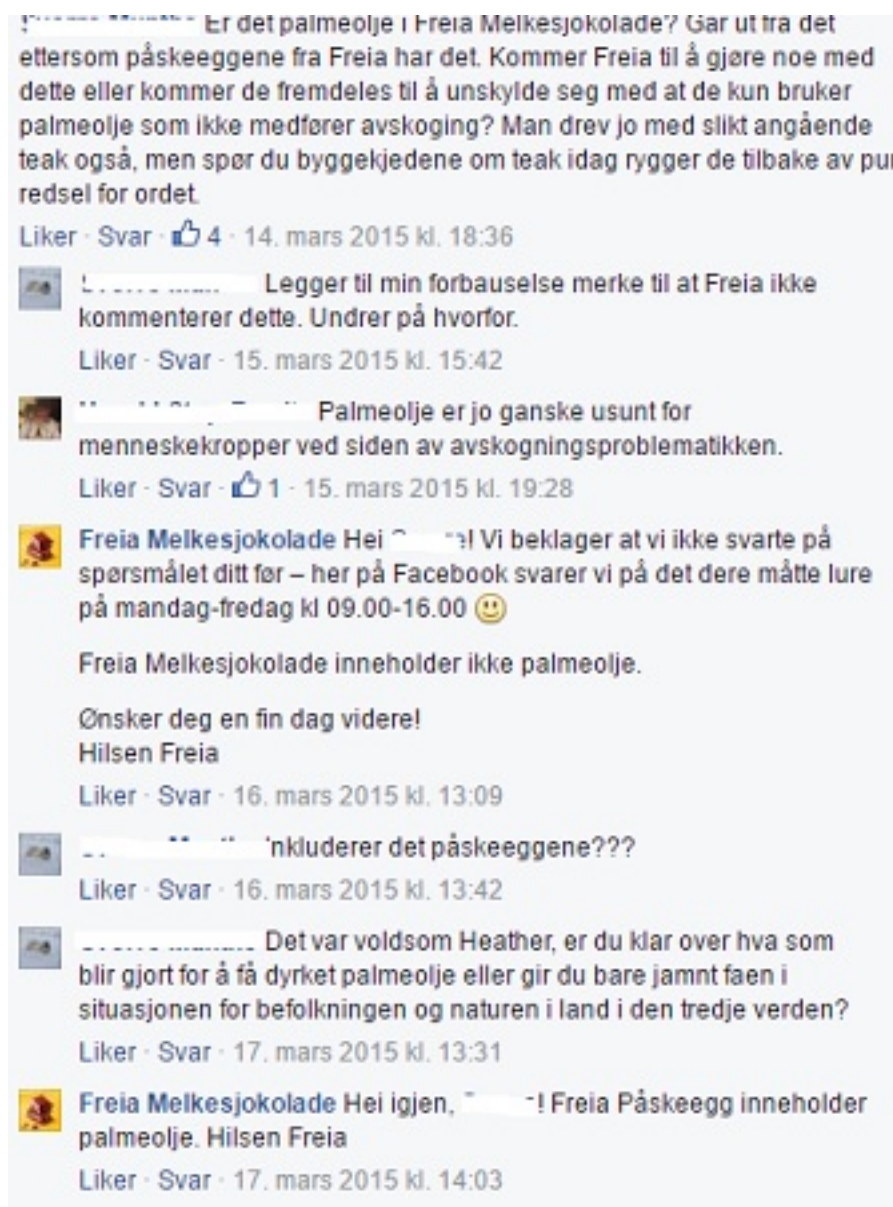 Er det palmeolje i Freia Melkesjokolade? Går ut fra det
ettersom påskeeggene fra Freia har det. Kommer Freia til å gjøre noe med
dette eller kommer de fremdeles til å unskylde seg med at de kun bruker
palmeolje som ikke medfører avskoging? Man drev jo med slikt angående
teak også, men spør du byggekjedene om teak idag rygger de tilbake av pur
redsel for ordet.
Liker · Svar · 4 · 14. mars 2015 kl. 18:36
Legger til min forbauselse merke til at Freia ikke
kommenterer dette. Undrer på hvorfor.
Liker · Svar · 15. mars 2015 kl. 15:42
Palmeolje er jo ganske usunt for
menneskekropper ved siden av avskogningsproblematikken.
Liker · Svar · 1 · 15. mars 2015 kl. 19:28
Freia Melkesjokolade Hei ! Vi beklager at vi ikke svarte på
spørsmålet ditt før – her på Facebook svarer vi på det dere måtte lure
på mandag-fredag kl 09.00-16.00
Freia Melkesjokolade inneholder ikke palmeolje.
Ønsker deg en fin dag videre!
Hilsen Freia
Liker · Svar · 16. mars 2015 kl. 13:09
nkluderer det påskeeggene???
Liker · Svar · 16. mars 2015 kl. 13:42
Det var voldsom Heather, er du klar over hva som
blir gjort for å få dyrket palmeolje eller gir du bare jamnt faen i
situasjonen for befolkningen og naturen i land i den tredje verden?
Liker · Svar · 17. mars 2015 kl. 13:31
Freia Melkesjokolade Hei igjen, ! Freia Påskeegg inneholder
palmeolje. Hilsen Freia
Liker · Svar · 17. mars 2015 kl. 14:03